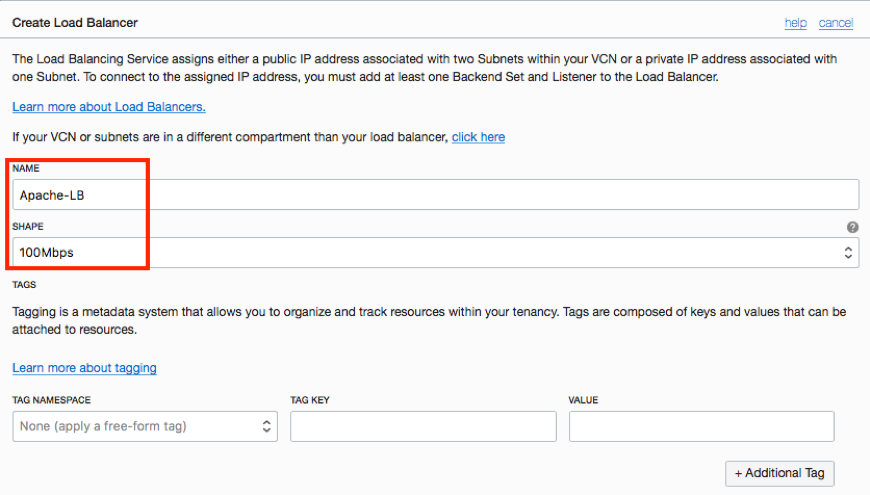 Create Load Balancer help cancel
The Load Balancing Service assigns either a public IP address associated with two Subnets within your VCN or a private IP address associated with
one Subnet. To connect to the assigned IP address, you must add at least one Backend Set and Listener to the Load Balancer.
Learn more about Load Balancers.
If your VCN or subnets are in a different compartment than your load balancer, click here
NAME
Apache-LB
SHAPE ?
100Mbps
TAGS
Tagging is a metadata system that allows you to organize and track resources within your tenancy. Tags are composed of keys and values that can be
attached to resources.
Learn more about tagging
TAG NAMESPACE TAG KEY VALUE
None (apply a free-form tag)
+ Additional Tag